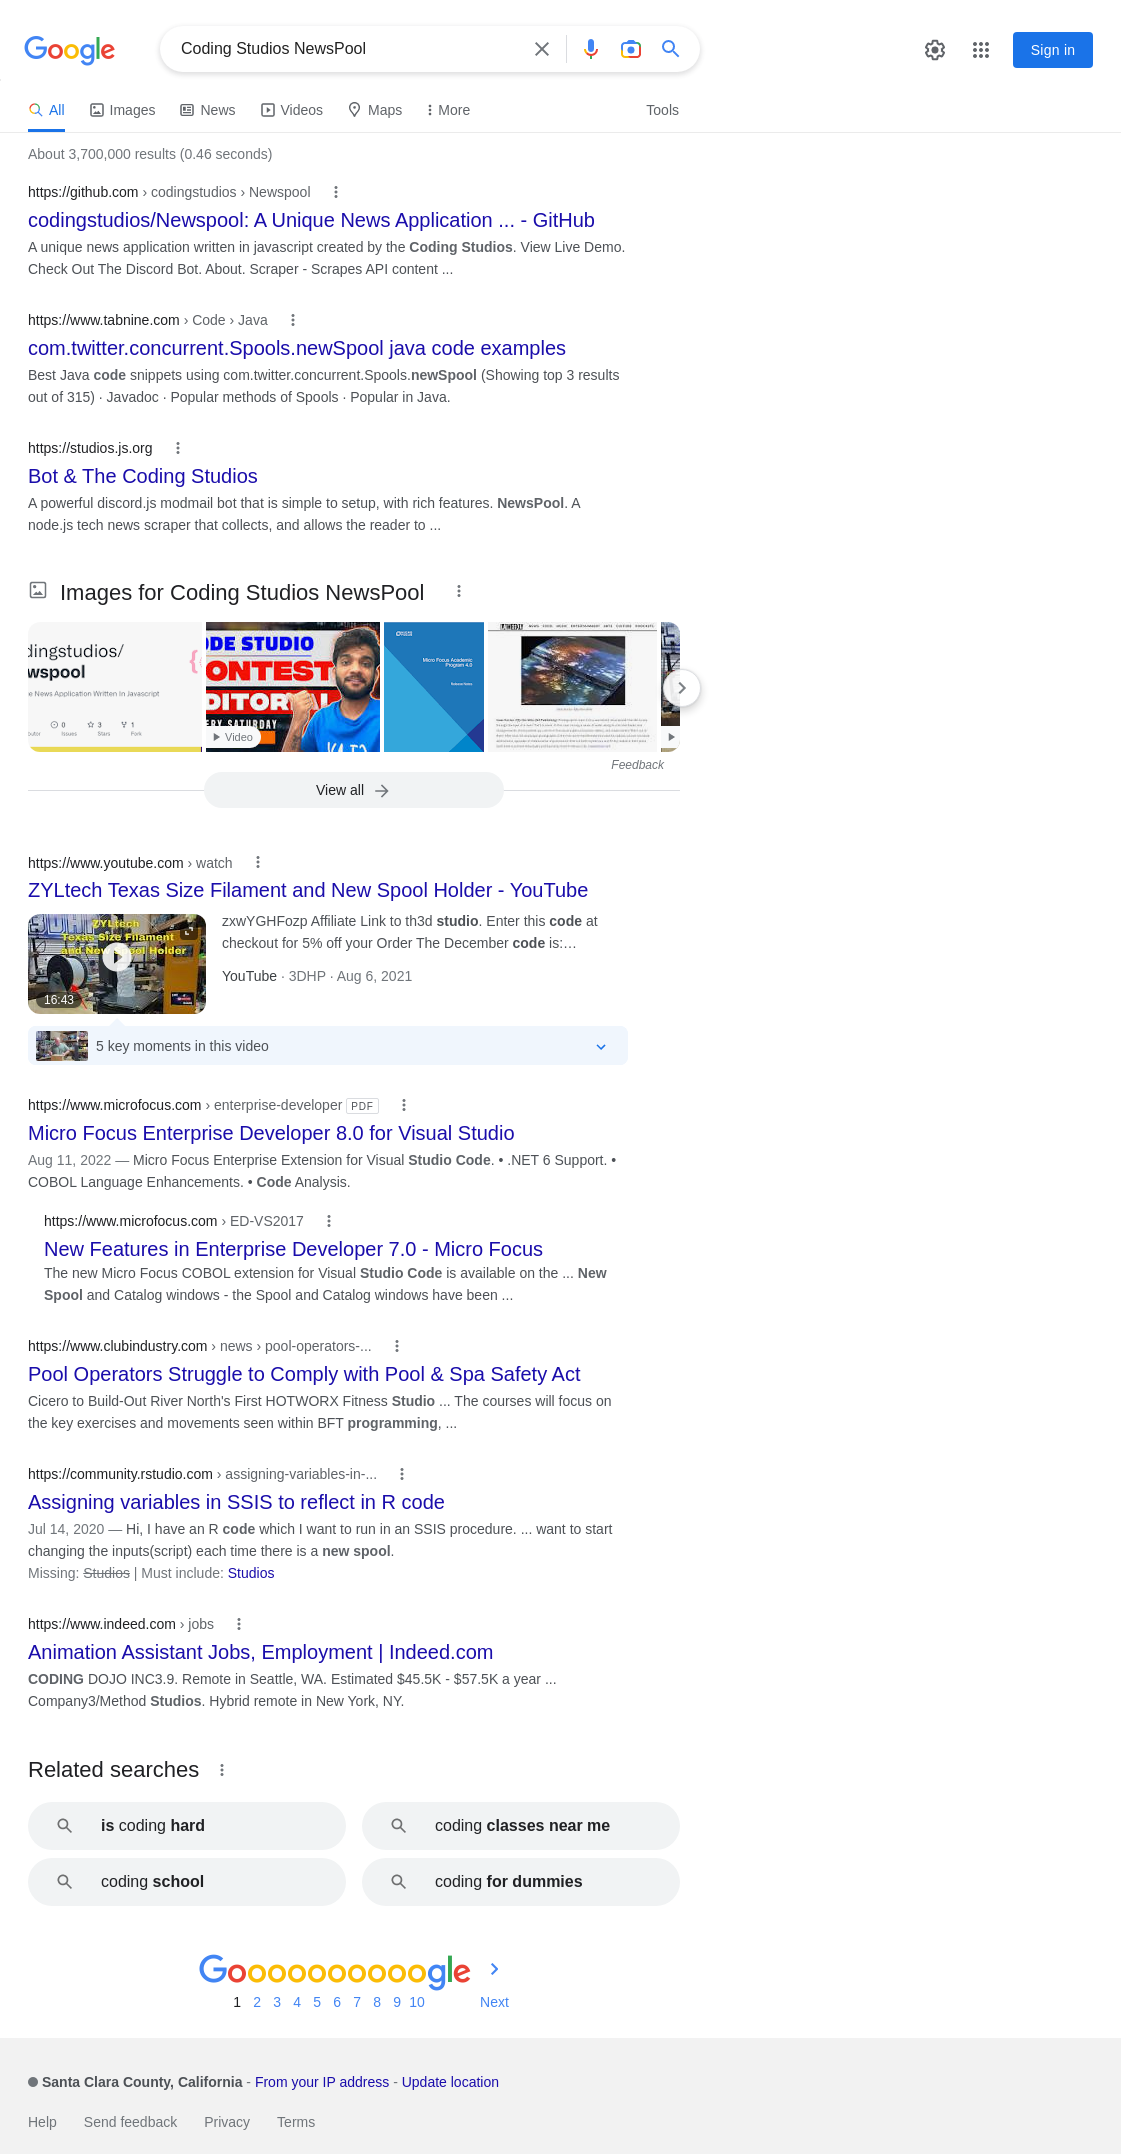 Google
Coding Studios NewsPool
Sign in
All
Images
News
Videos
Maps
More
Tools
About 3,700,000 results (0.46 seconds)
https://github.com › codingstudios › Newspool
codingstudios/Newspool: A Unique News Application ... - GitHub
A unique news application written in javascript created by the Coding Studios. View Live Demo.
Check Out The Discord Bot. About. Scraper - Scrapes API content ...
https://www.tabnine.com › Code › Java
com.twitter.concurrent.Spools.newSpool java code examples
Best Java code snippets using com.twitter.concurrent.Spools.newSpool (Showing top 3 results
out of 315) · Javadoc · Popular methods of Spools · Popular in Java.
https://studios.js.org
Bot & The Coding Studios
A powerful discord.js modmail bot that is simple to setup, with rich features. NewsPool. A
node.js tech news scraper that collects, and allows the reader to ...
Images for Coding Studios NewsPool
dingstudios/
wspool
e News Application Written In Javascript
0
Issues
3
Stars
1
Fork
ODE STUDIO
ONTEST
DITORIAL
ERY SATURDAY
Video
Micro Focus Academic
Program 4.0
Release Notes
Feedback
View all
https://www.youtube.com › watch
ZYLtech Texas Size Filament and New Spool Holder - YouTube
ZYLtech
Texas Size Filament
and New Spool Holder
16:43
zxwYGHFozp Affiliate Link to th3d studio. Enter this code at
checkout for 5% off your Order The December code is:…
YouTube · 3DHP · Aug 6, 2021
5 key moments in this video
https://www.microfocus.com › enterprise-developer PDF
Micro Focus Enterprise Developer 8.0 for Visual Studio
Aug 11, 2022 — Micro Focus Enterprise Extension for Visual Studio Code. • .NET 6 Support. •
COBOL Language Enhancements. • Code Analysis.
https://www.microfocus.com › ED-VS2017
New Features in Enterprise Developer 7.0 - Micro Focus
The new Micro Focus COBOL extension for Visual Studio Code is available on the ... New
Spool and Catalog windows - the Spool and Catalog windows have been ...
https://www.clubindustry.com › news › pool-operators-...
Pool Operators Struggle to Comply with Pool & Spa Safety Act
Cicero to Build-Out River North's First HOTWORX Fitness Studio ... The courses will focus on
the key exercises and movements seen within BFT programming, ...
https://community.rstudio.com › assigning-variables-in-...
Assigning variables in SSIS to reflect in R code
Jul 14, 2020 — Hi, I have an R code which I want to run in an SSIS procedure. ... want to start
changing the inputs(script) each time there is a new spool.
Missing: Studios | Must include: Studios
https://www.indeed.com › jobs
Animation Assistant Jobs, Employment | Indeed.com
CODING DOJO INC3.9. Remote in Seattle, WA. Estimated $45.5K - $57.5K a year ...
Company3/Method Studios. Hybrid remote in New York, NY.
Related searches
is coding hard
coding classes near me
coding school
coding for dummies
Goooooooooogle
1 2 3 4 5 6 7 8 9 10 Next
Santa Clara County, California - From your IP address - Update location
Help Send feedback Privacy Terms